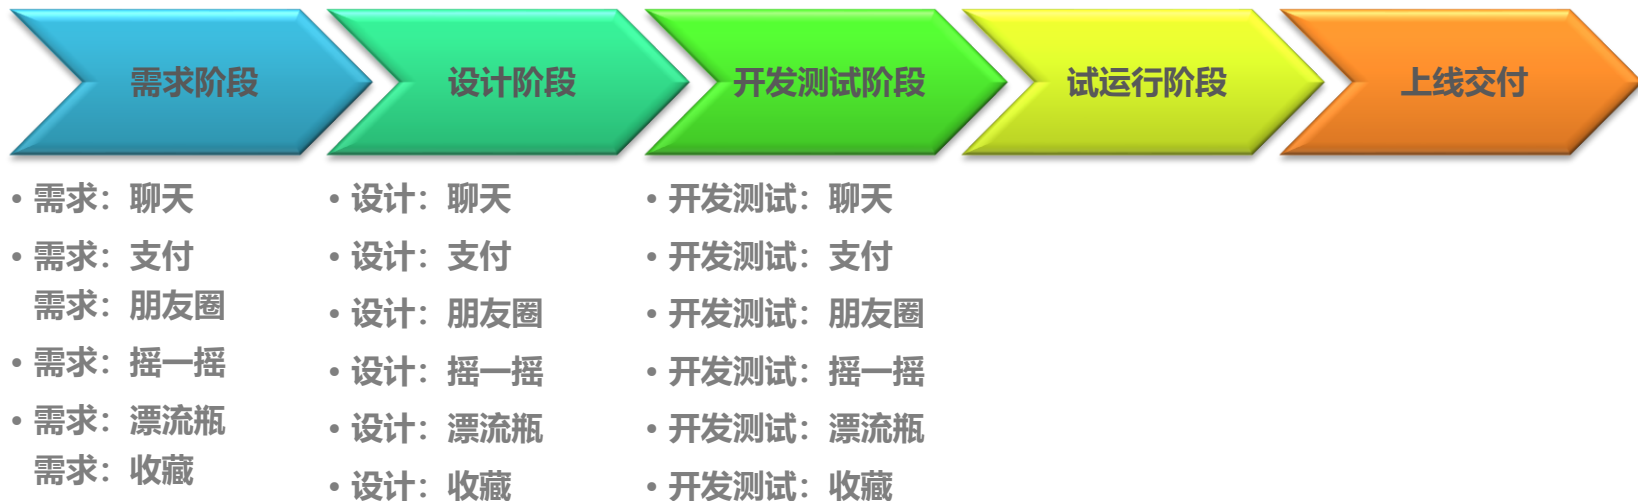 需求阶段
设计阶段
开发测试阶段
试运行阶段
上线交付
• 需求：聊天
• 需求：支付
需求：朋友圈
• 需求：摇一摇
• 需求：漂流瓶
需求：收藏
• 设计：聊天
• 设计：支付
• 设计：朋友圈
• 设计：摇一摇
• 设计：漂流瓶
• 设计：收藏
• 开发测试：聊天
• 开发测试：支付
• 开发测试：朋友圈
• 开发测试：摇一摇
• 开发测试：漂流瓶
• 开发测试：收藏